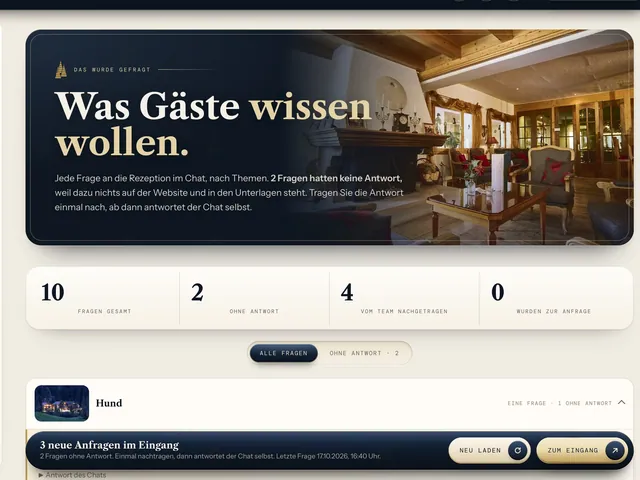 DAS WURDE GEFRAGT
Was Gäste wissen
wollen.
Jede Frage an die Rezeption im Chat, nach Themen. 2 Fragen hatten keine Antwort,
weil dazu nichts auf der Website und in den Unterlagen steht. Tragen Sie die Antwort
einmal nach, ab dann antwortet der Chat selbst.
10
FRAGEN GESAMT
2
OHNE ANTWORT
4
VOM TEAM NACHGETRAGEN
0
WURDEN ZUR ANFRAGE
ALLE FRAGEN
OHNE ANTWORT · 2
Hund
EINE FRAGE · 1 OHNE ANTWORT
3 neue Anfragen im Eingang
2 Fragen ohne Antwort. Einmal nachtragen, dann antwortet der Chat selbst. Letzte Frage 17.10.2026, 16:40 Uhr.
NEU LADEN
ZUM EINGANG
Antwort des Chats